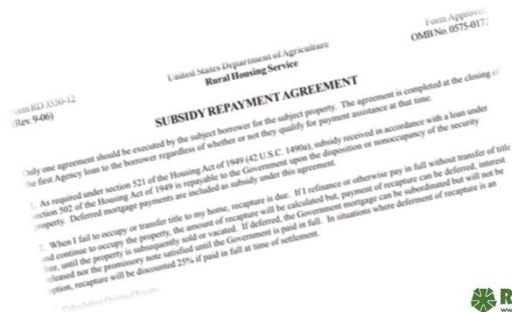 Form Approved
OMB No. 0575-0172
United States Department of Agriculture
Rural Housing Service
Form RD 3550-12
(Rev. 9-06)
SUBSIDY REPAYMENT AGREEMENT
Only one agreement should be executed by the subject borrower for the subject property. The agreement is completed at the closing of
the first Agency loan to the borrower regardless of whether or not they qualify for payment assistance at that time.
1. As required under section 521 of the Housing Act of 1949 (42 U.S.C. 1490a), subsidy received in accordance with a loan under
section 502 of the Housing Act of 1949 is repayable to the Government upon the disposition or nonoccupancy of the security
property. Deferred mortgage payments are included as subsidy under this agreement.
2. When I fail to occupy or transfer title to my home, recapture is due. If I refinance or otherwise pay in full without transfer of title
and continue to occupy the property, the amount of recapture will be calculated but, payment of recapture can be deferred, interest
free, until the property is subsequently sold or vacated. If deferred, the Government mortgage can be subordinated but will not be
released nor the promissory note satisfied until the Government is paid in full. In situations where deferment of recapture is an
option, recapture will be discounted 25% if paid in full at time of settlement.
Calculating Original Equity
R